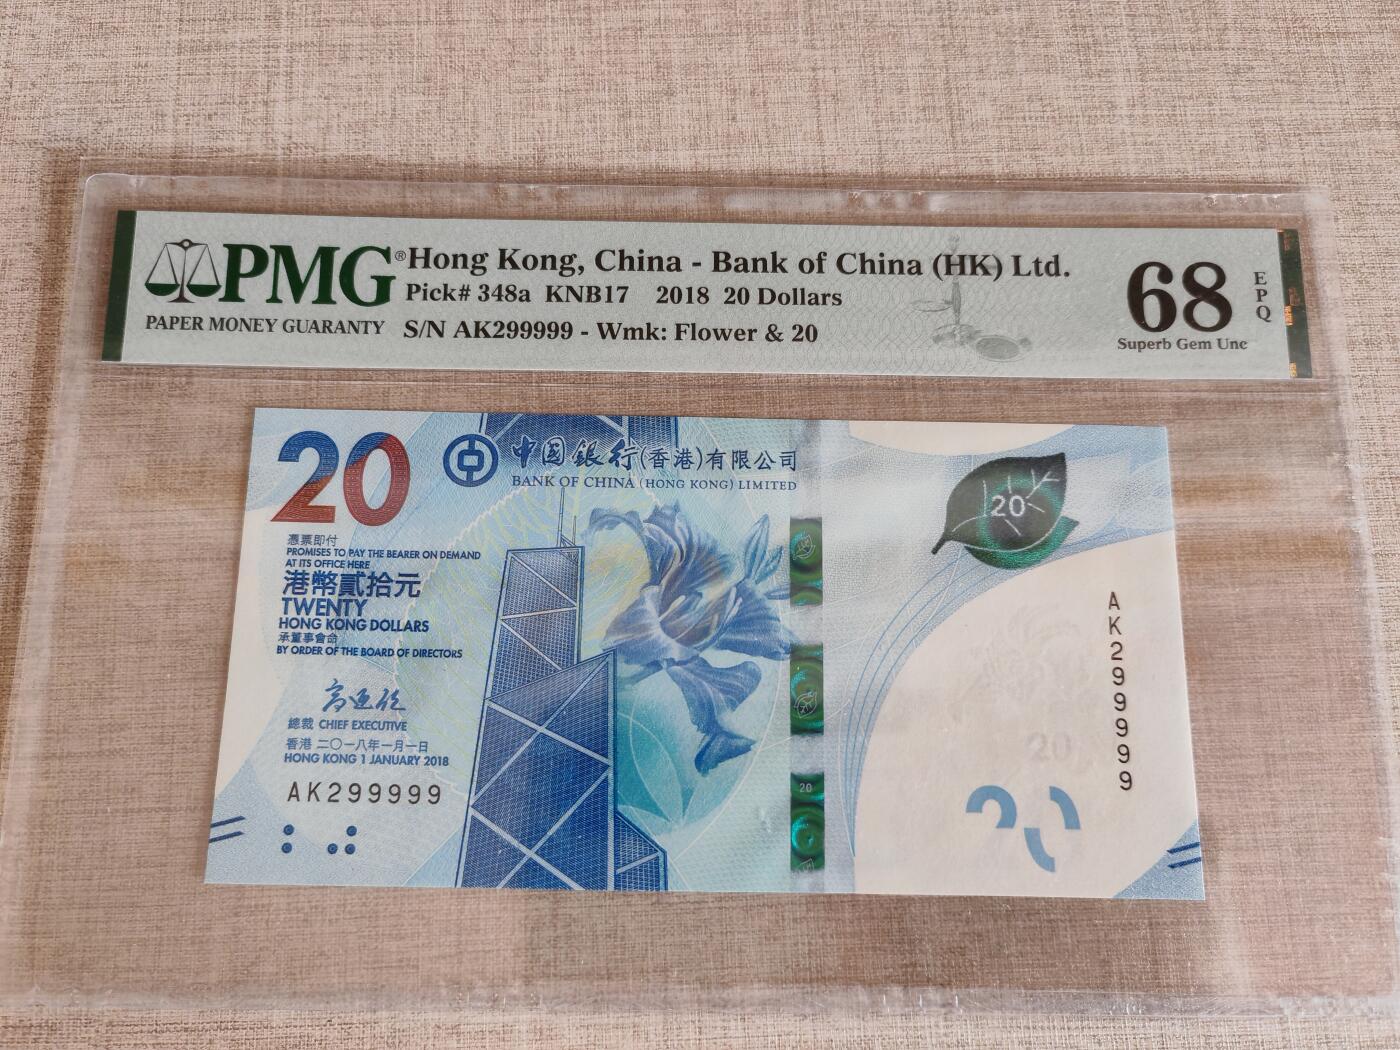 PMG®
PAPER MONEY GUARANTY
Hong Kong, China - Bank of China (HK) Ltd.
Pick# 348a KNB17 2018 20 Dollars
S/N AK299999 - Wmk: Flower & 20
68
EPQ
Superb Gem Unc
20
中国銀行(香港)有限公司
BANK OF CHINA (HONG KONG) LIMITED
憑票即付
PROMISES TO PAY THE BEARER ON DEMAND
AT ITS OFFICE HERE
港幣貳拾元
TWENTY
HONG KONG DOLLARS
承董事會命
BY ORDER OF THE BOARD OF DIRECTORS
高迎欣
總裁 CHIEF EXECUTIVE
香港 二〇一八年一月一日
HONG KONG 1 JANUARY 2018
AK299999
20
20
AK299999
20